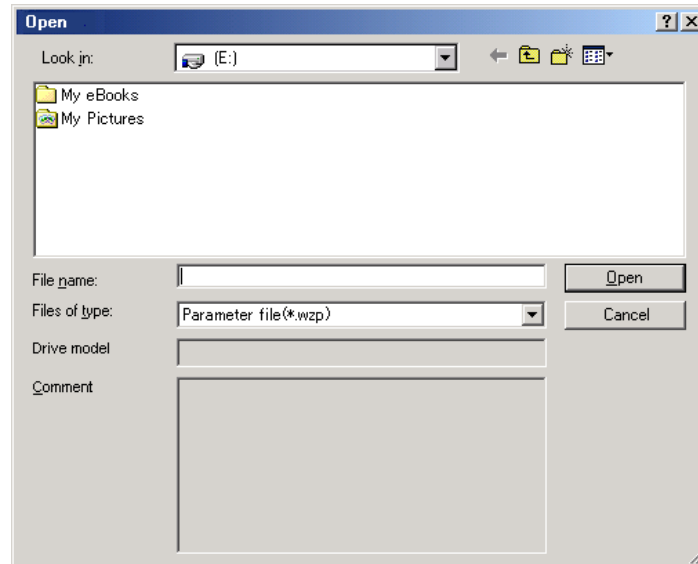 Open
Look in: (E:)
My eBooks
My Pictures
File name: Open
Files of type: Parameter file(*.wzp) Cancel
Drive model
Comment